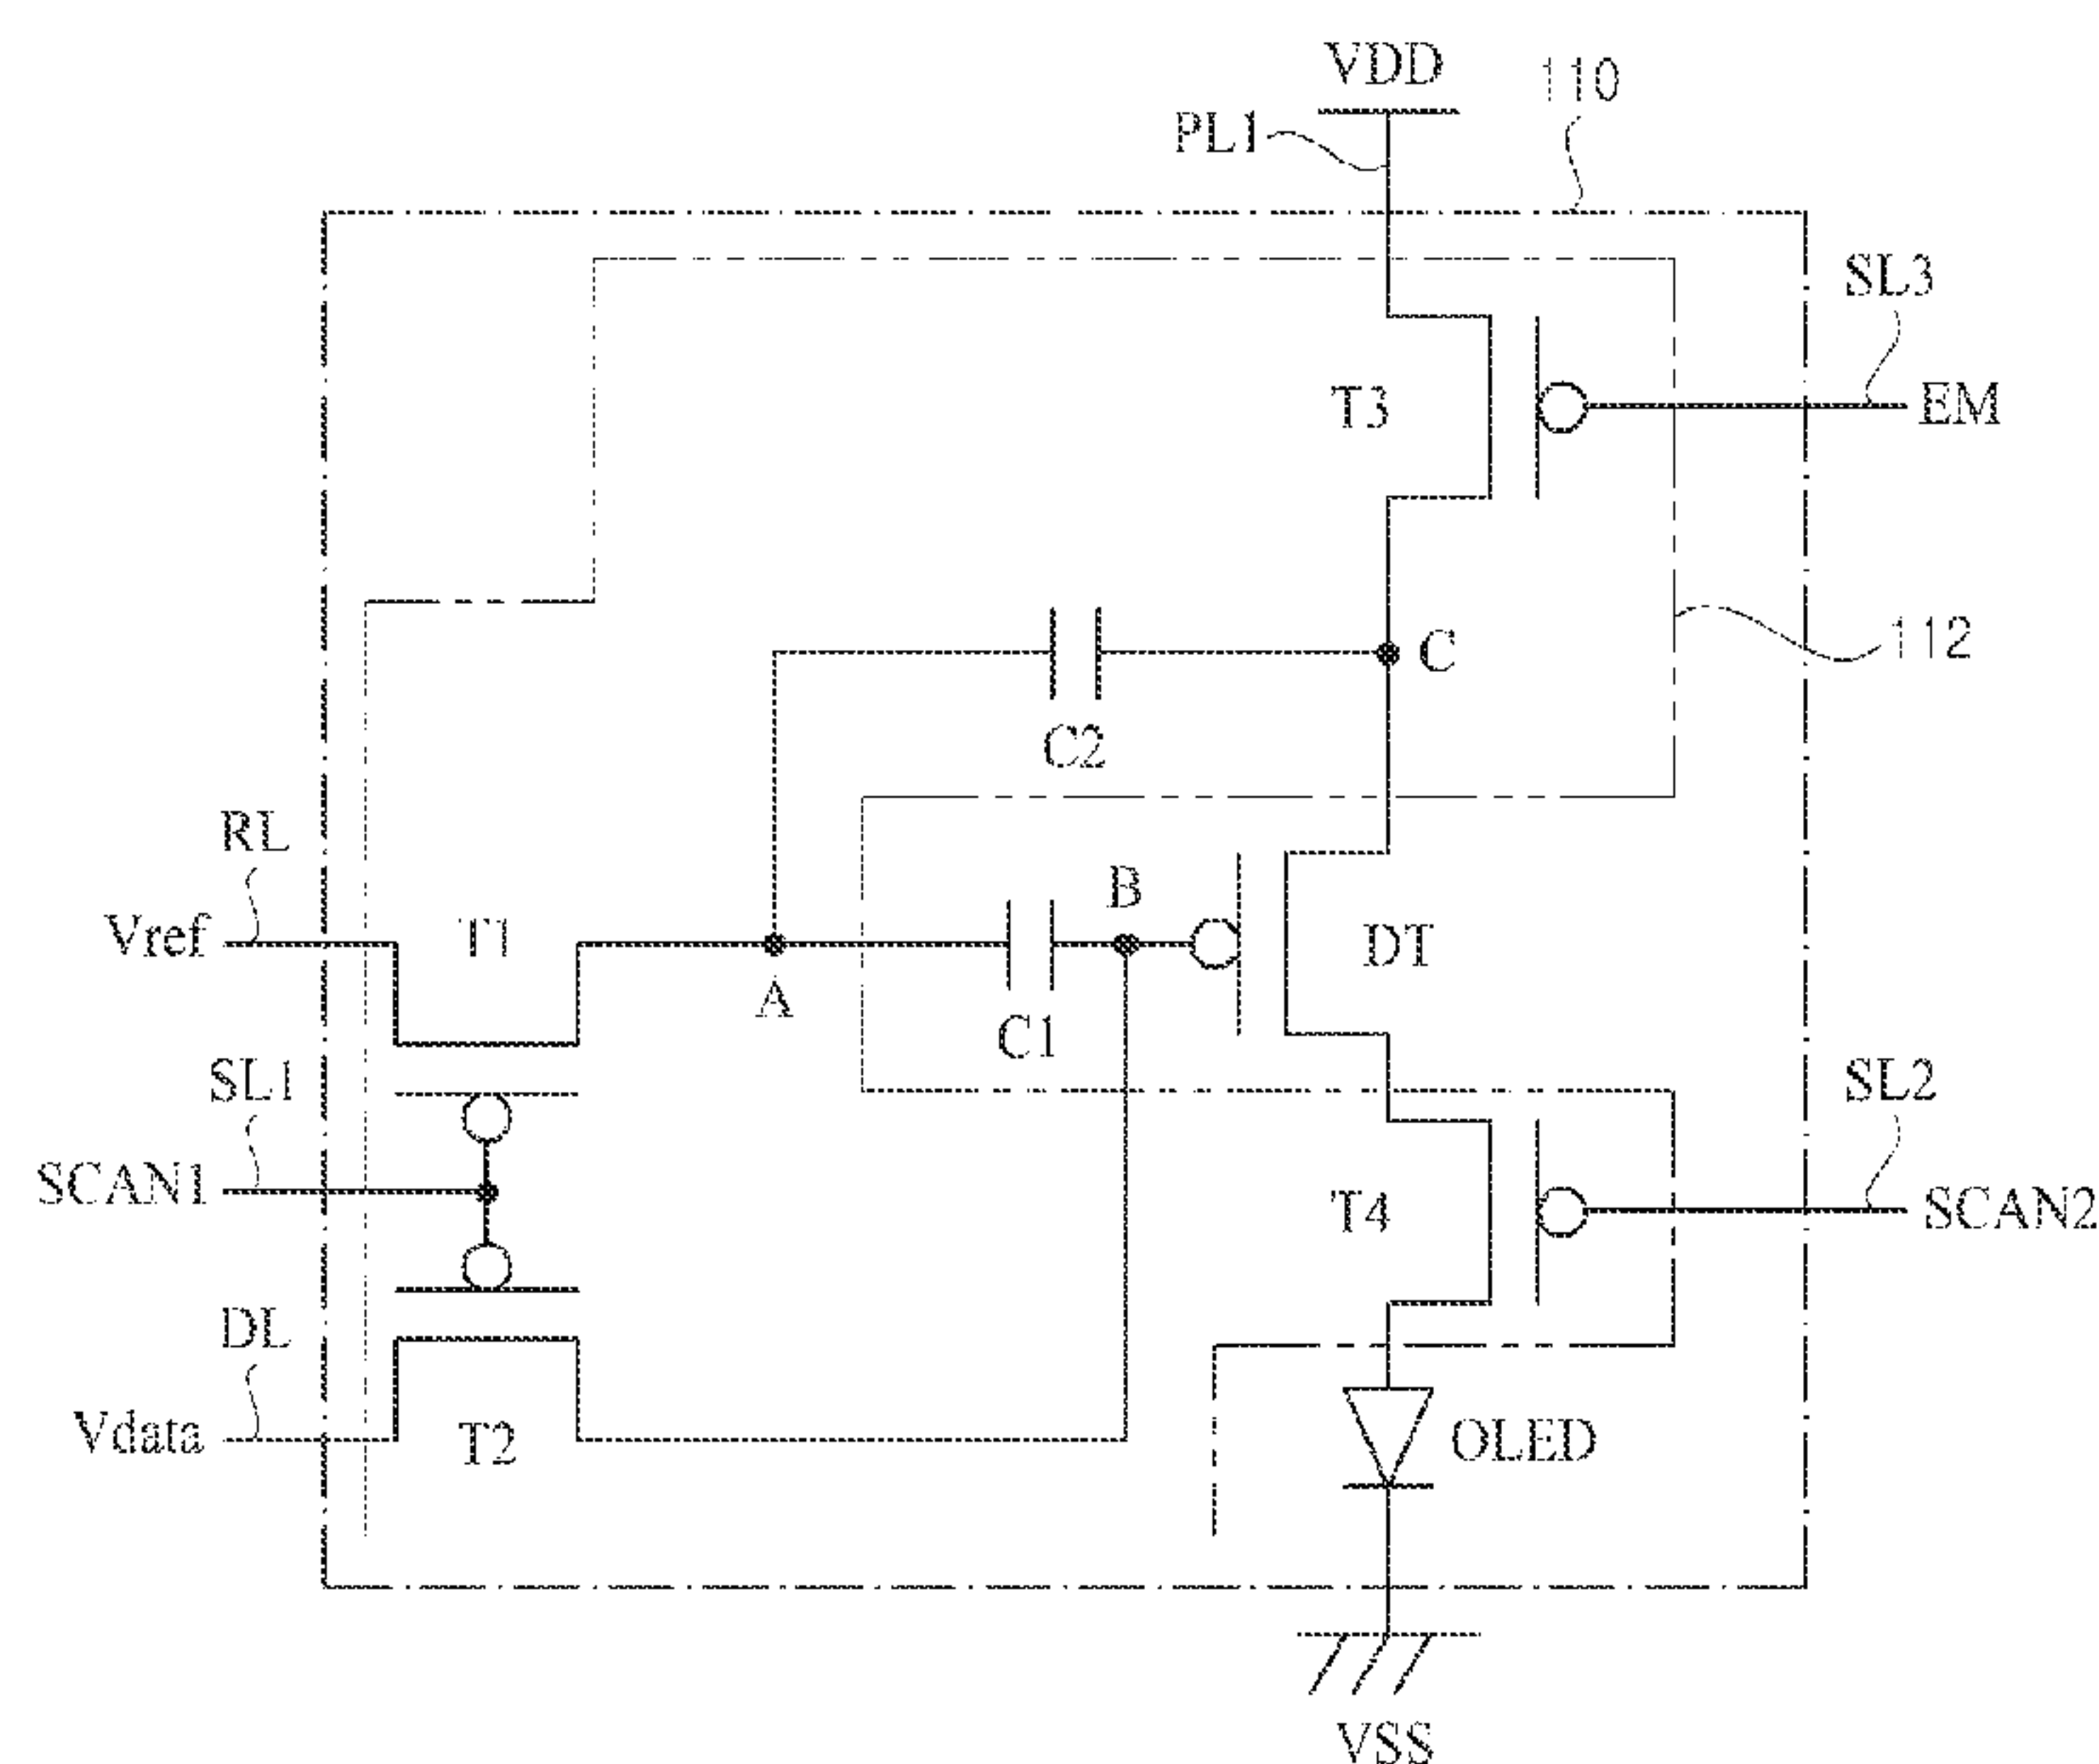 VDD
110
PL1
SL3
T3
EM
C
112
C2
RL
B
Vref
T1
DT
A
C1
SL1
SL2
SCAN1
T4
SCAN2
DL
Vdata
T2
OLED
VSS